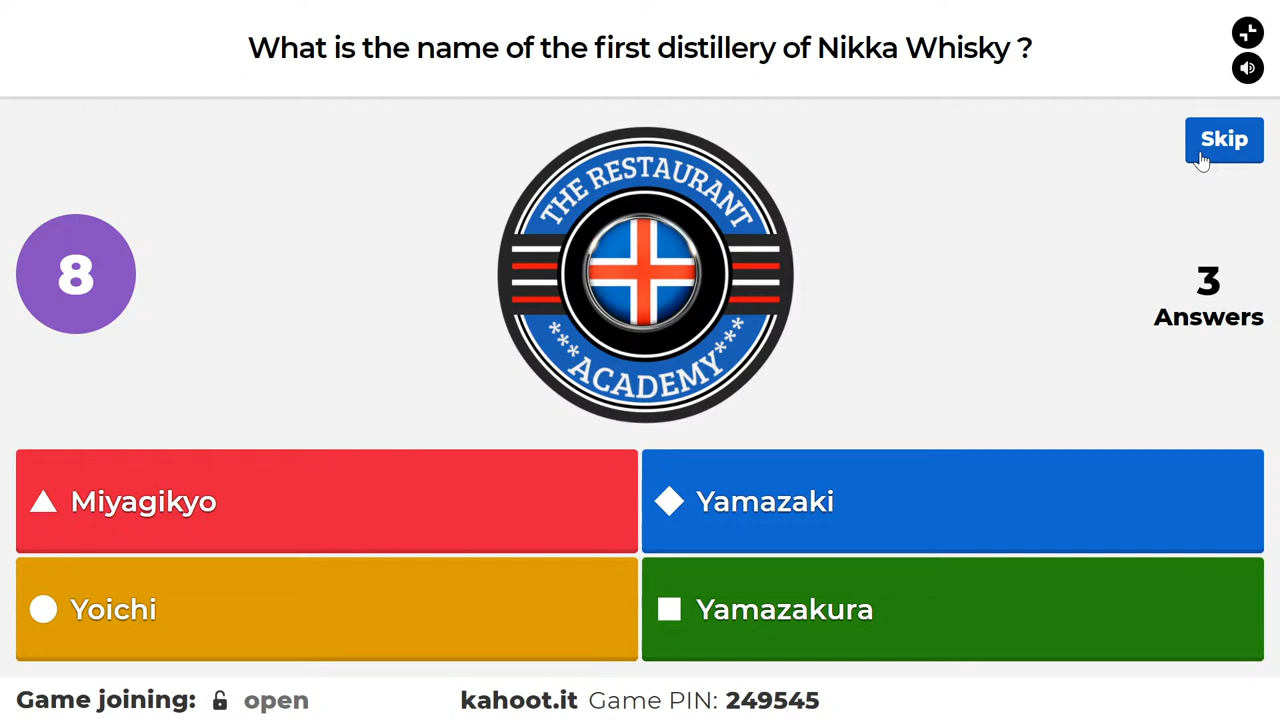 What is the name of the first distillery of Nikka Whisky ?
Skip
THE RESTAURANT
***ACADEMY***
8
3
Answers
Miyagikyo
Yamazaki
Yoichi
Yamazakura
Game joining: open
kahoot.it Game PIN: 249545